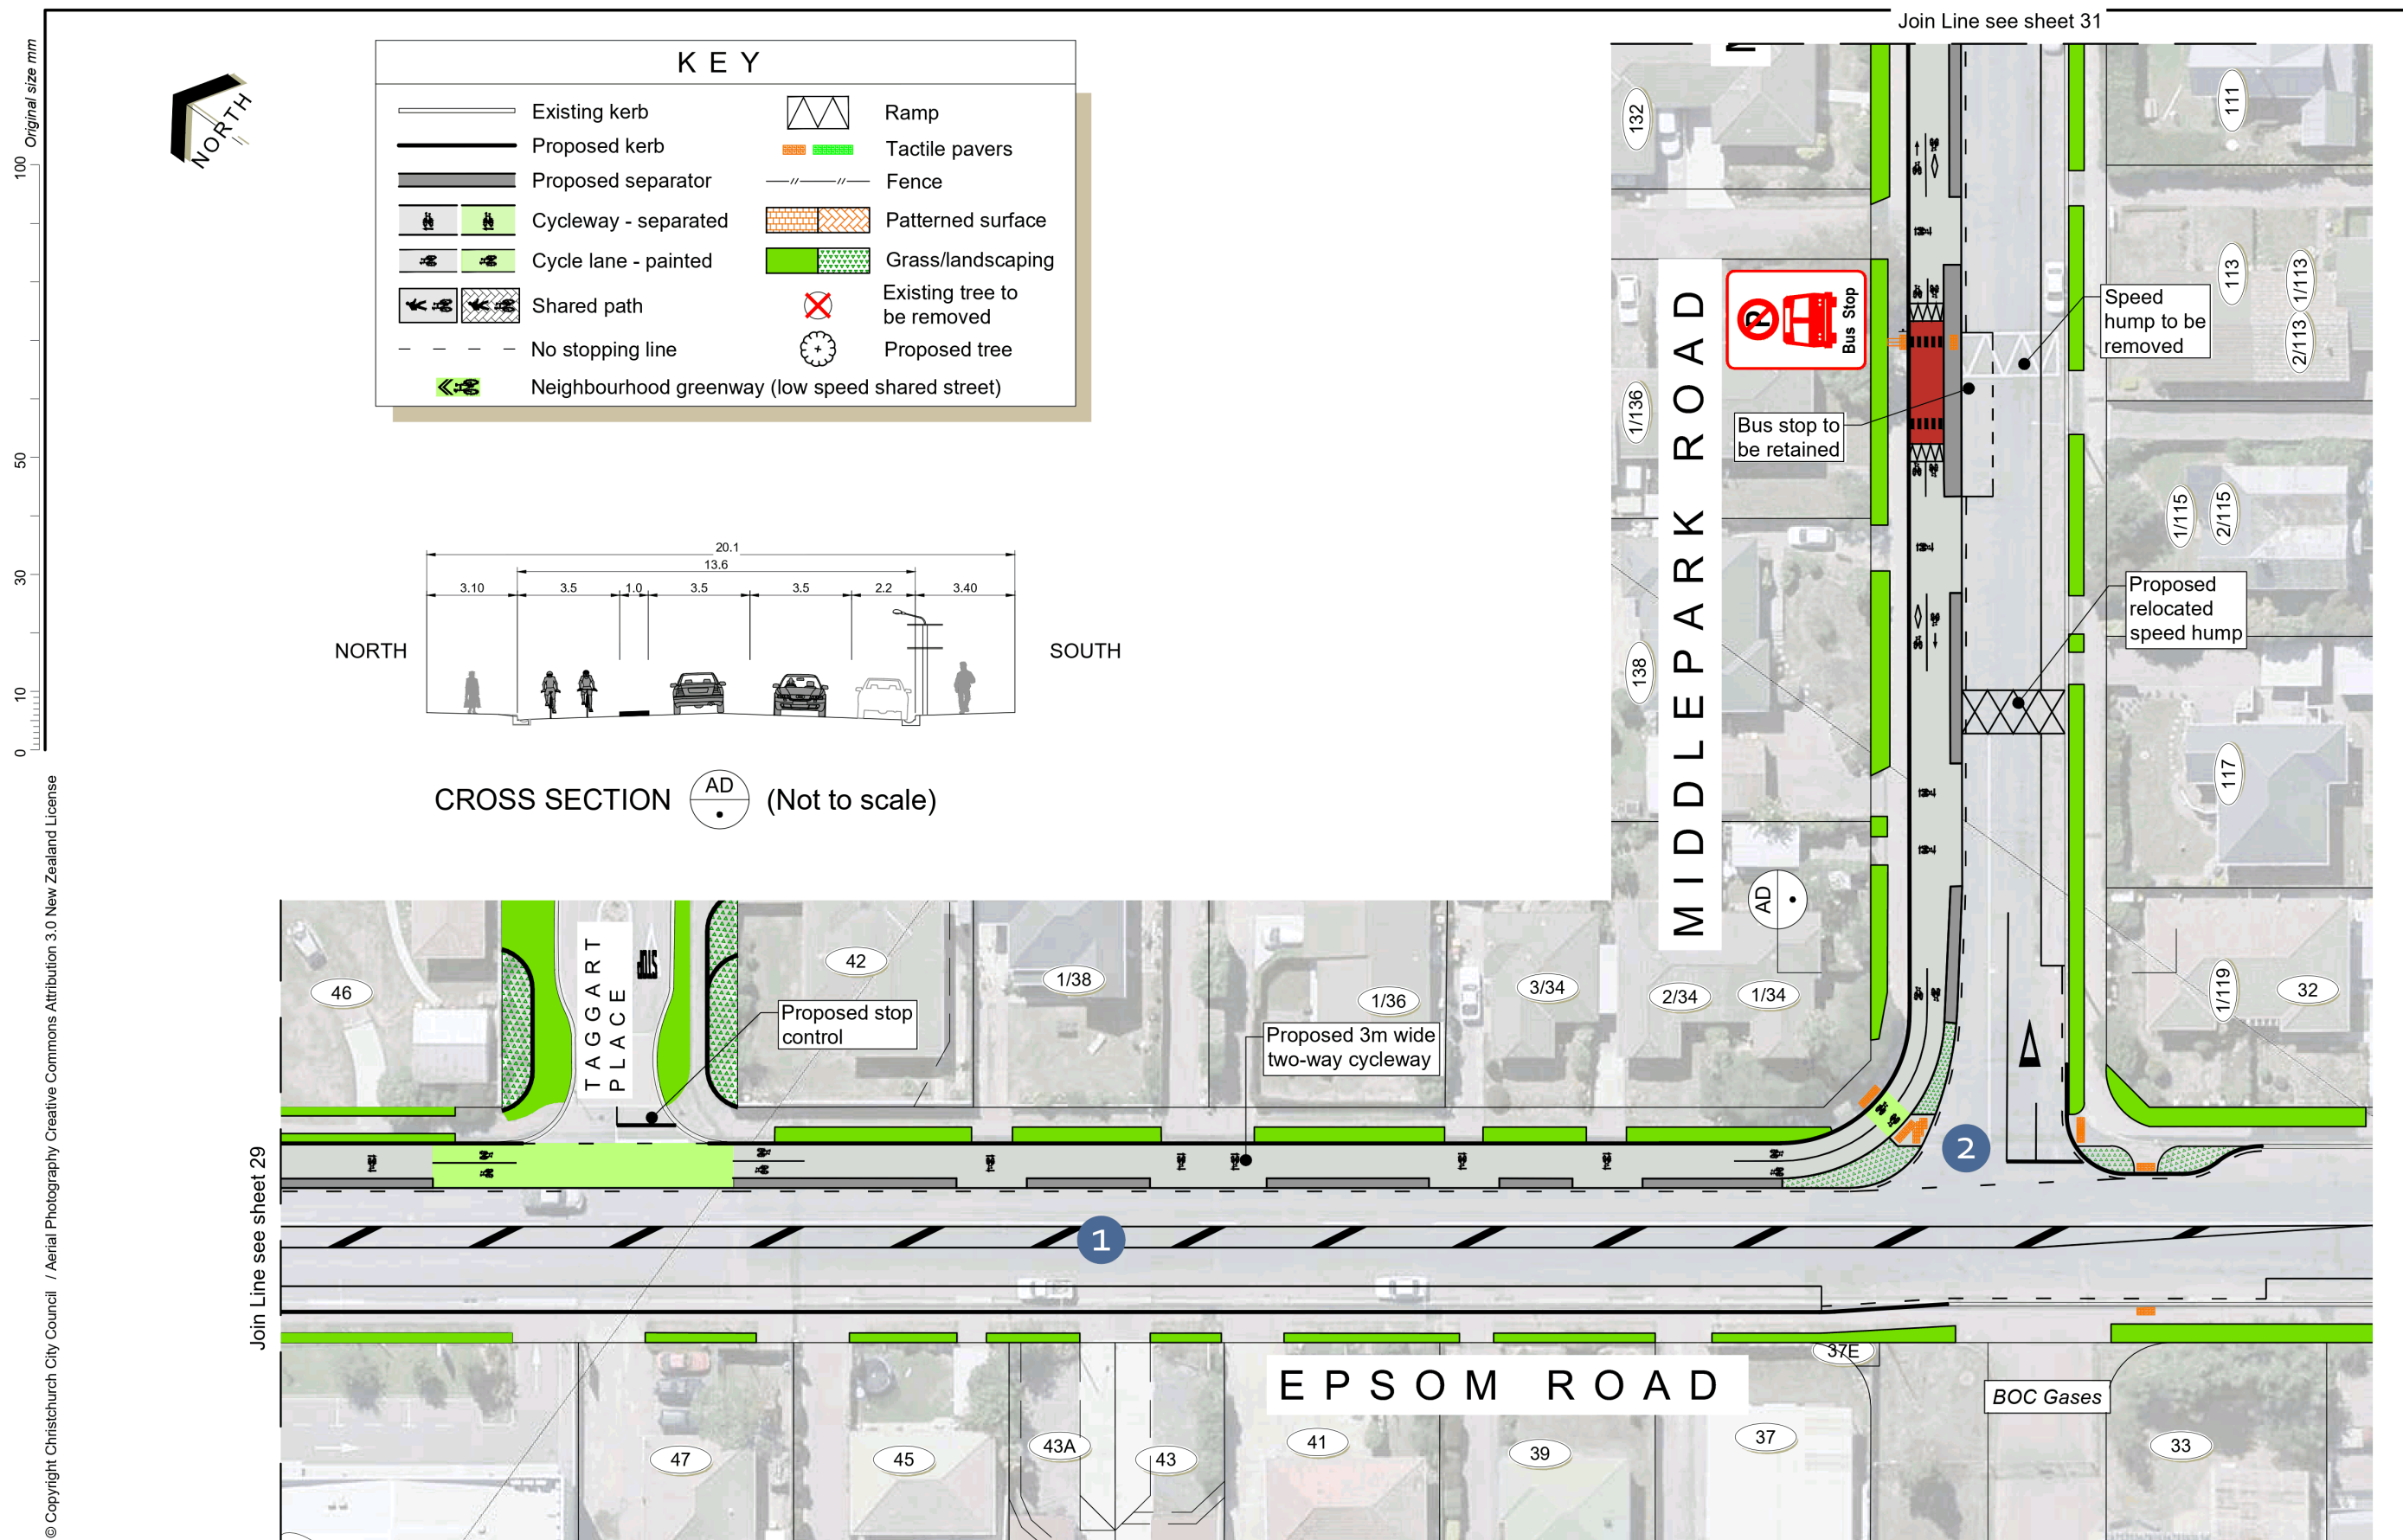 Join Line see sheet 31
Original size mm
100
50
30
10
0
NORTH
KEY
Existing kerb
Proposed kerb
Proposed separator
Cycleway - separated
Cycle lane - painted
Shared path
No stopping line
Neighbourhood greenway (low speed shared street)
Ramp
Tactile pavers
Fence
Patterned surface
Grass/landscaping
Existing tree to
be removed
Proposed tree
20.1
13.6
3.10
3.5
1.0
3.5
3.5
2.2
3.40
NORTH
SOUTH
CROSS SECTION
AD
(Not to scale)
132
1/136
138
MIDDLEPARK ROAD
P
Bus Stop
Bus stop to
be retained
111
113
1/113
2/113
Speed
hump to be
removed
1/115
2/115
Proposed
relocated
speed hump
117
AD
1/119
32
46
TAGGART
PLACE
STOP
42
Proposed stop
control
1/38
1/36
Proposed 3m wide
two-way cycleway
3/34
2/34
1/34
Join Line see sheet 29
1
2
EPSOM ROAD
37E
BOC Gases
47
45
43A
43
41
39
37
33
© Copyright Christchurch City Council / Aerial Photography Creative Commons Attribution 3.0 New Zealand License